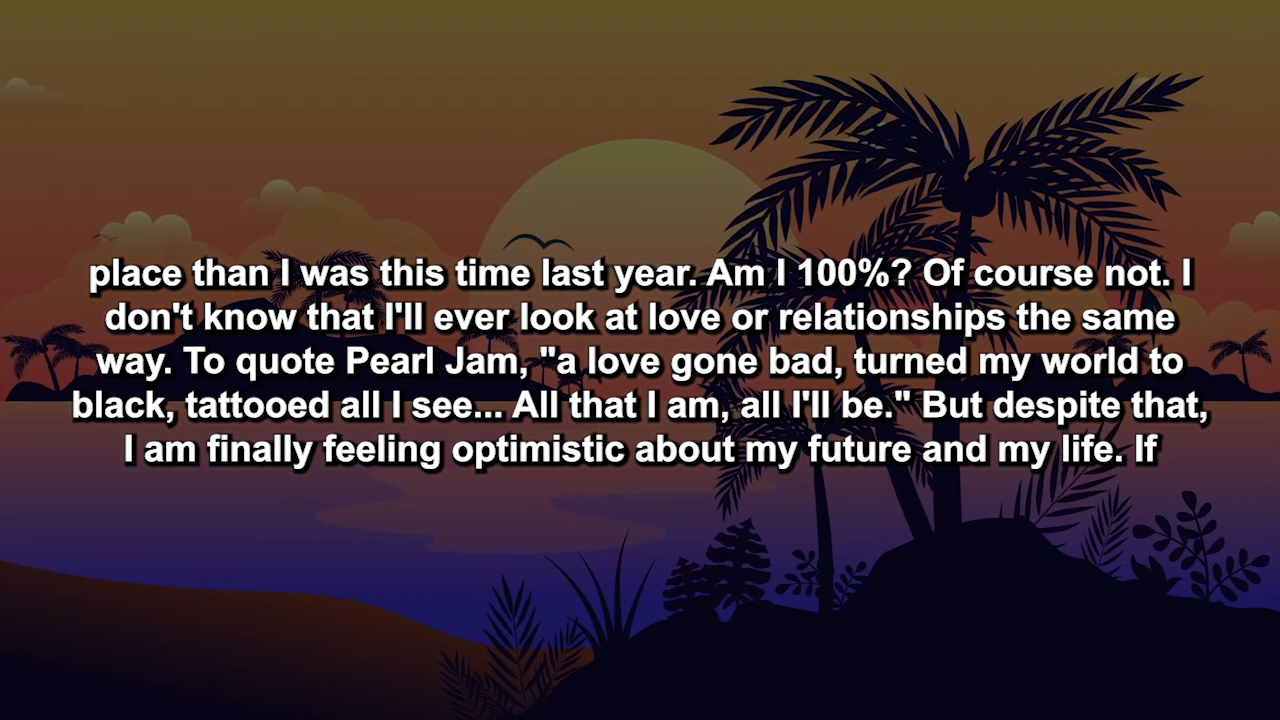 place than I was this time last year. Am I 100%? Of course not. I
don't know that I'll ever look at love or relationships the same
way. To quote Pearl Jam, "a love gone bad, turned my world to
black, tattooed all I see... All that I am, all I'll be." But despite that,
I am finally feeling optimistic about my future and my life. If